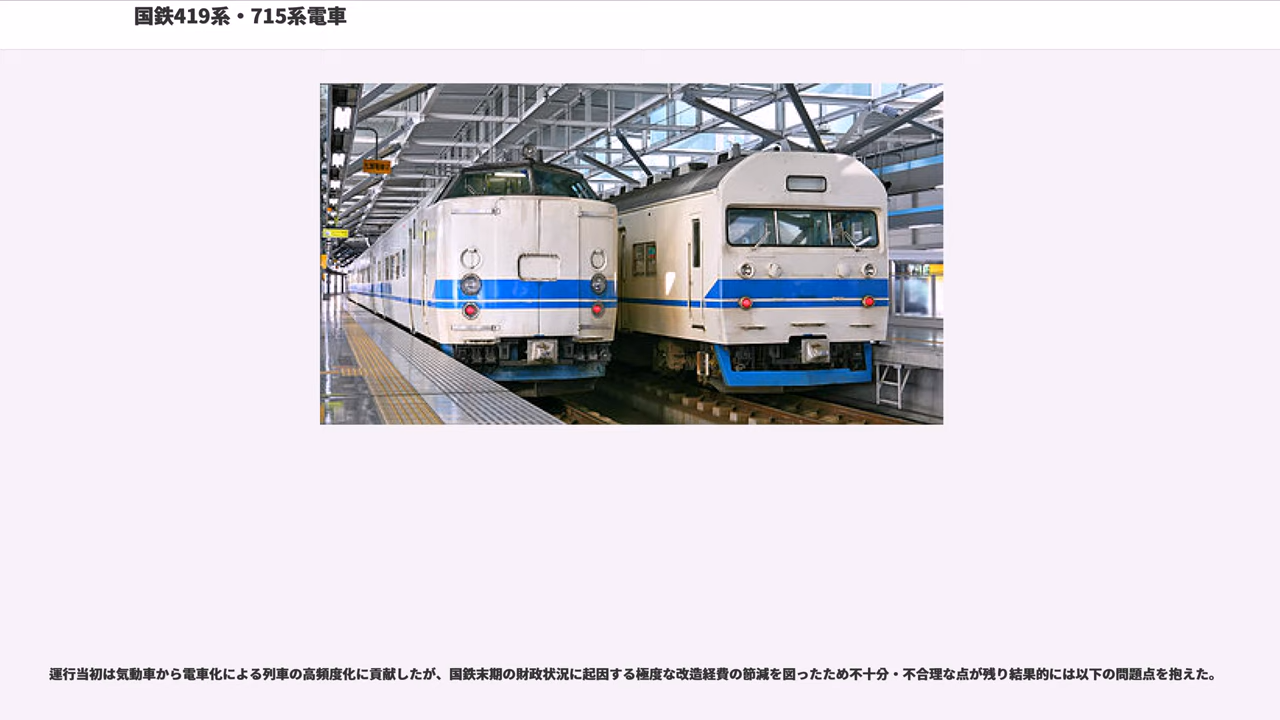 国鉄419系・715系電車
運行当初は気動車から電車化による列車の高頻度化に貢献したが、国鉄末期の財政状況に起因する極度な改造経費の節減を図ったため不十分・不合理な点が残り結果的には以下の問題点を抱えた。